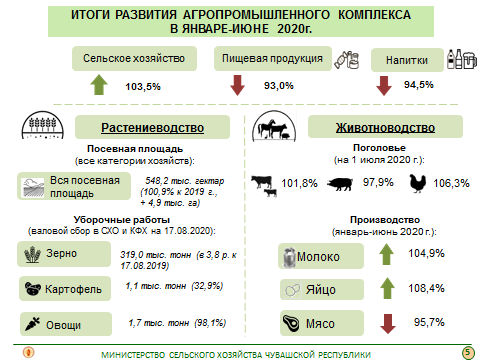 ИТОГИ РАЗВИТИЯ АГРОПРОМЫШЛЕННОГО КОМПЛЕКСА
В ЯНВАРЕ-ИЮНЕ 2020г.
Сельское хозяйство
103,5%
Пищевая продукция
93,0%
Напитки
94,5%
Растениеводство
Посевная площадь
(все категории хозяйств):
Вся посевная
площадь
548,2 тыс. гектар
(100,9% к 2019 г.,
+ 4,9 тыс. га)
Уборочные работы
(валовой сбор в СХО и КФХ на 17.08.2020):
Зерно
319,0 тыс. тонн (в 3,8 р. к
17.08.2019)
Картофель
1,1 тыс. тонн (32,9%)
Овощи
1,7 тыс. тонн (98,1%)
Животноводство
Поголовье
(на 1 июля 2020 г.):
101,8%
97,9%
106,3%
Производство
(январь-июнь 2020 г.):
Молоко
104,9%
Яйцо
108,4%
Мясо
95,7%
МИНИСТЕРСТВО СЕЛЬСКОГО ХОЗЯЙСТВА ЧУВАШСКОЙ РЕСПУБЛИКИ
5